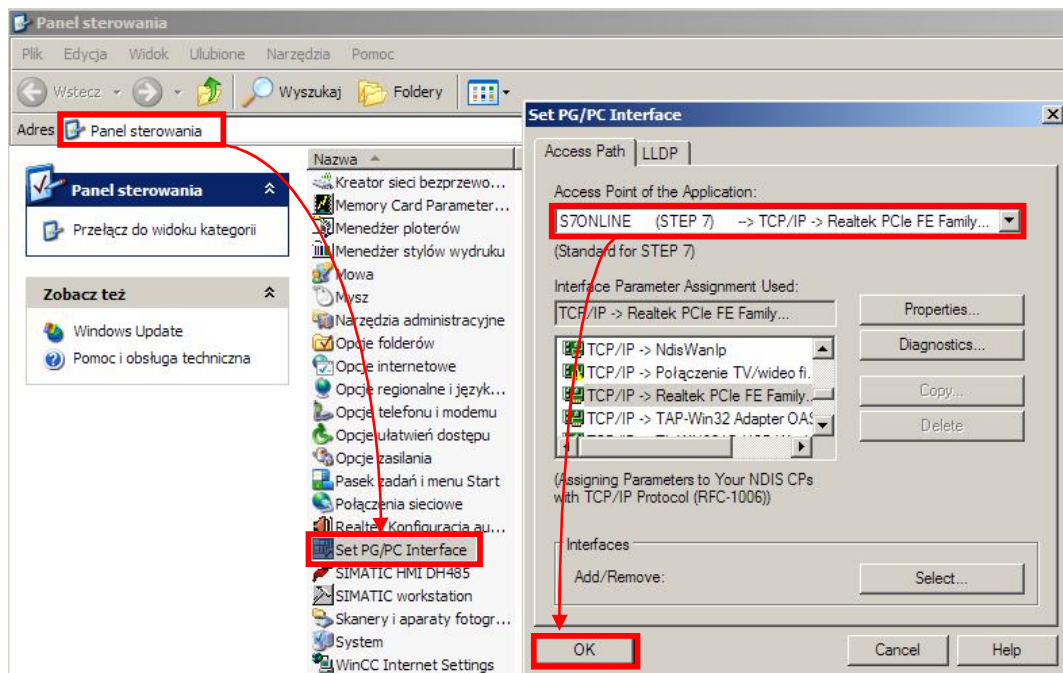 Panel sterowania
Plik Edycja Widok Ulubione Narzędzia Pomoc
Wstecz Wyszukaj Foldery
Adres Panel sterowania
Panel sterowania
Przełącz do widoku kategorii
Zobacz też
Windows Update
Pomoc i obsługa techniczna
Nazwa
Kreator sieci bezprzewo...
Memory Card Parameter...
Menedżer ploterów
Menedżer stylów wydruku
Mowa
Mysz
Narzędzia administracyjne
Opcje folderów
Opcje internetowe
Opcje regionalne i język...
Opcje telefonu i modemu
Opcje ułatwień dostępu
Opcje zasilania
Pasek zadań i menu Start
Połączenia sieciowe
Realtek Konfiguracja au...
Set PG/PC Interface
SIMATIC HMI DH485
SIMATIC workstation
Skanery i aparaty fotogr...
System
WinCC Internet Settings
Set PG/PC Interface
Access Path LLDP
Access Point of the Application:
S7ONLINE (STEP 7) --> TCP/IP -> Realtek PCIe FE Family...
(Standard for STEP 7)
Interface Parameter Assignment Used:
TCP/IP -> Realtek PCIe FE Family...
Properties...
Diagnostics...
TCP/IP -> NdisWanIp
TCP/IP -> Połączenie TV/wideo fi.
TCP/IP -> Realtek PCIe FE Family.
TCP/IP -> TAP-Win32 Adapter OAS
Copy...
Delete
(Assigning Parameters to Your NDIS CPs
with TCP/IP Protocol (RFC-1006))
Interfaces
Add/Remove:
Select...
OK
Cancel
Help